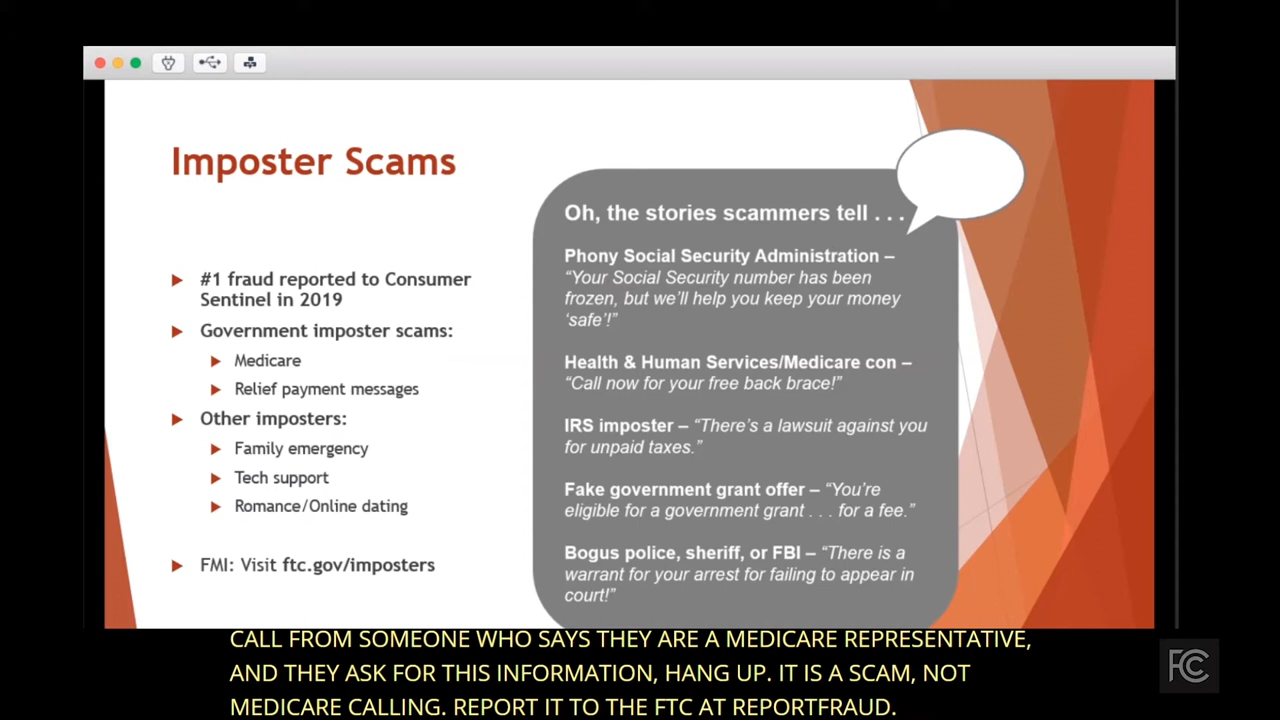 Imposter Scams
#1 fraud reported to Consumer
Sentinel in 2019
Government imposter scams:
Medicare
Relief payment messages
Other imposters:
Family emergency
Tech support
Romance/Online dating
FMI: Visit ftc.gov/imposters
Oh, the stories scammers tell . . .
Phony Social Security Administration –
“Your Social Security number has been
frozen, but we’ll help you keep your money
‘safe’!”
Health & Human Services/Medicare con –
“Call now for your free back brace!”
IRS imposter – “There’s a lawsuit against you
for unpaid taxes.”
Fake government grant offer – “You’re
eligible for a government grant . . . for a fee.”
Bogus police, sheriff, or FBI – “There is a
warrant for your arrest for failing to appear in
court!”
CALL FROM SOMEONE WHO SAYS THEY ARE A MEDICARE REPRESENTATIVE,
AND THEY ASK FOR THIS INFORMATION, HANG UP. IT IS A SCAM, NOT
MEDICARE CALLING. REPORT IT TO THE FTC AT REPORTFRAUD.
FCC